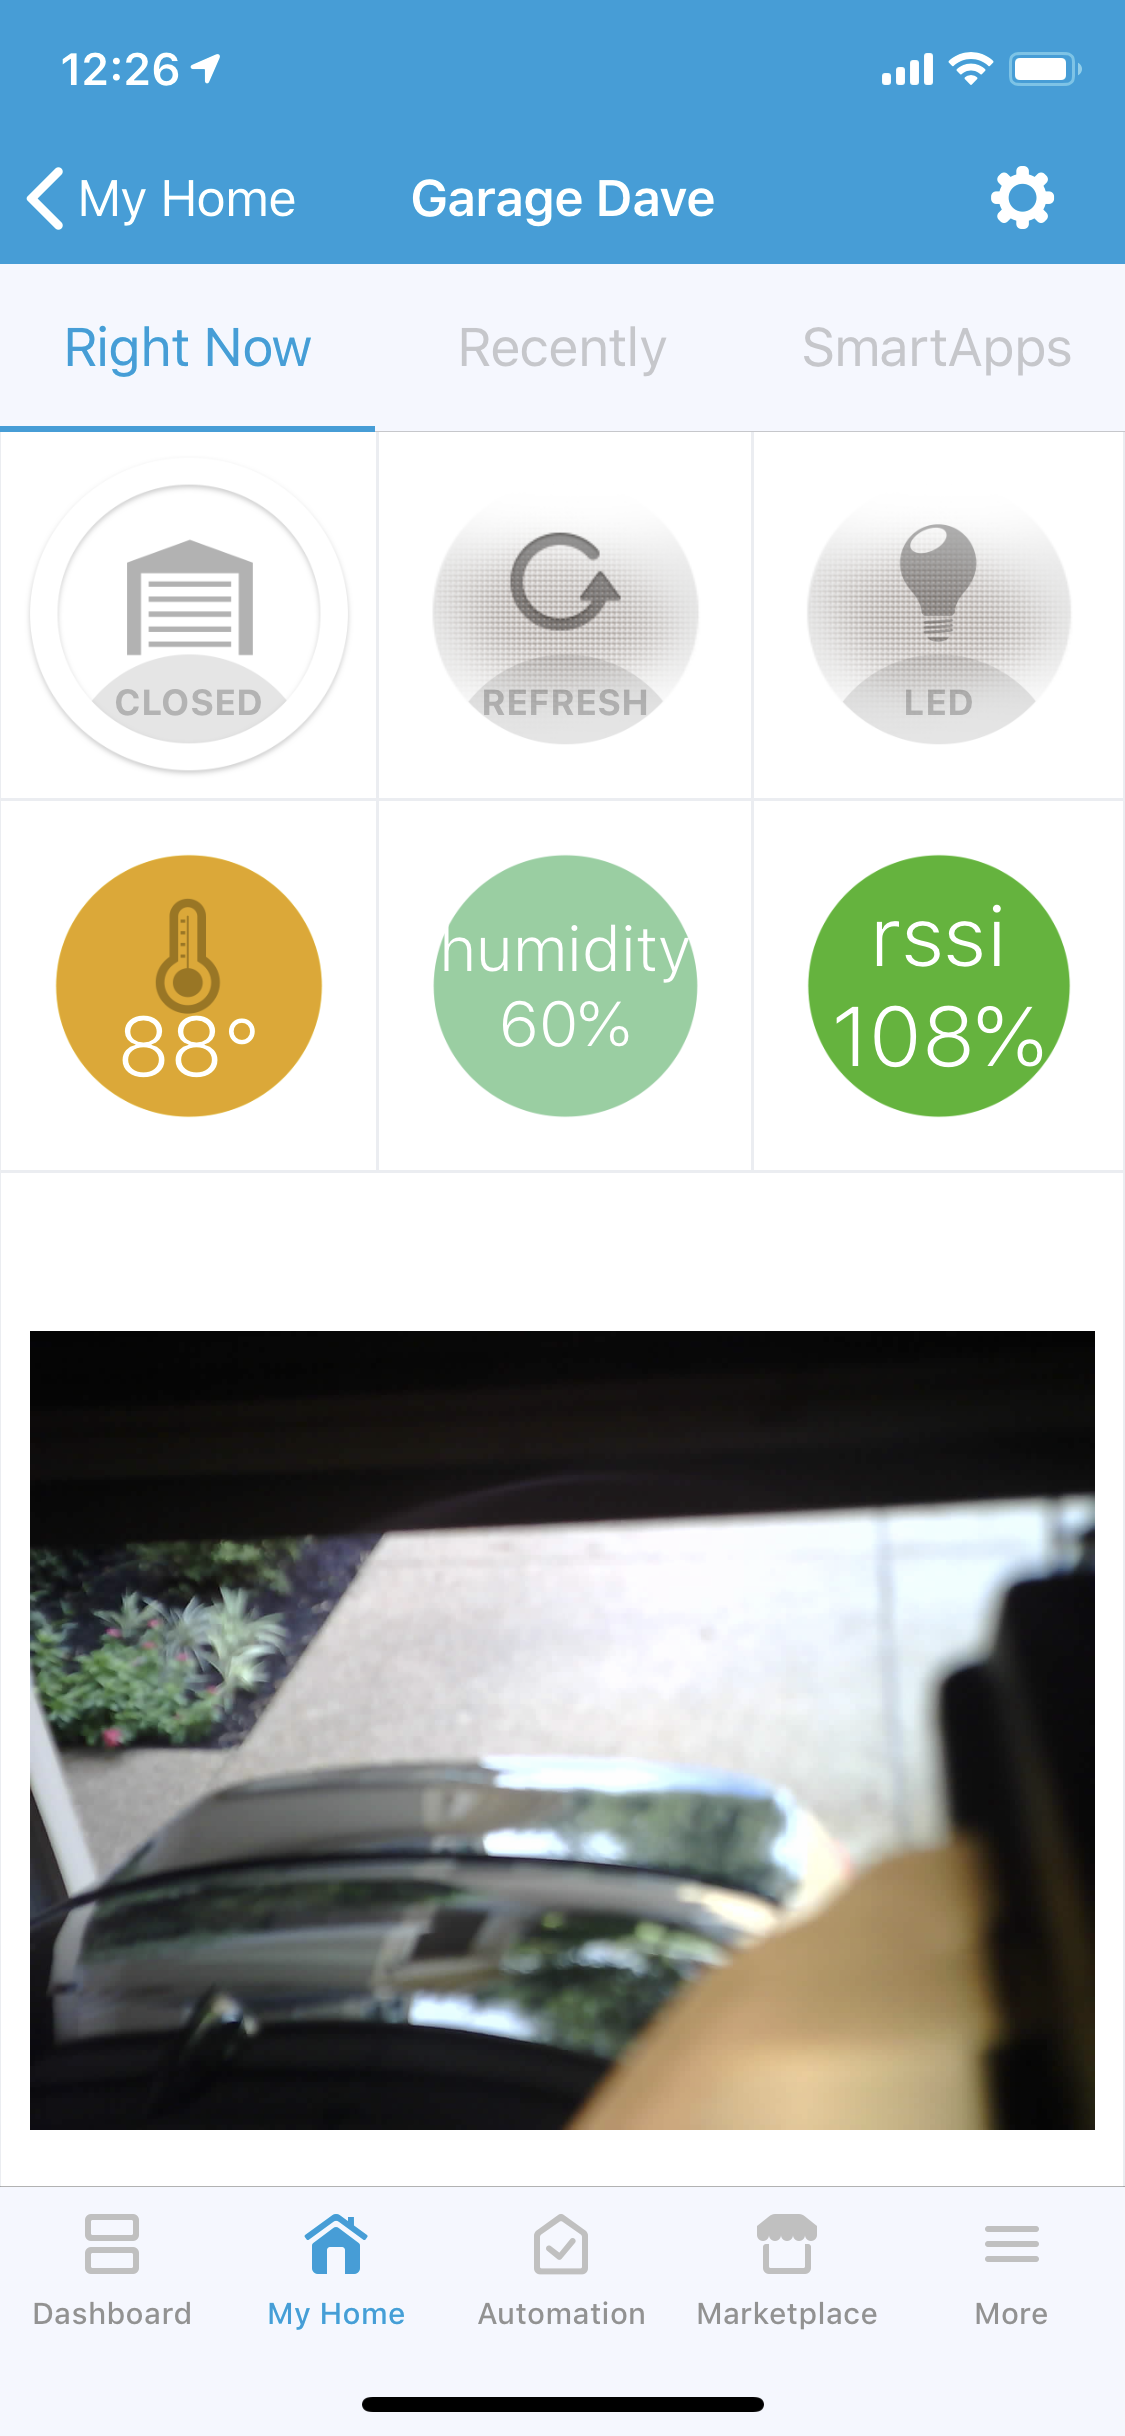 12:26
My Home
Garage Dave
Right Now
Recently
SmartApps
CLOSED
REFRESH
LED
88°
humidity
60%
rssi
108%
Dashboard
My Home
Automation
Marketplace
More